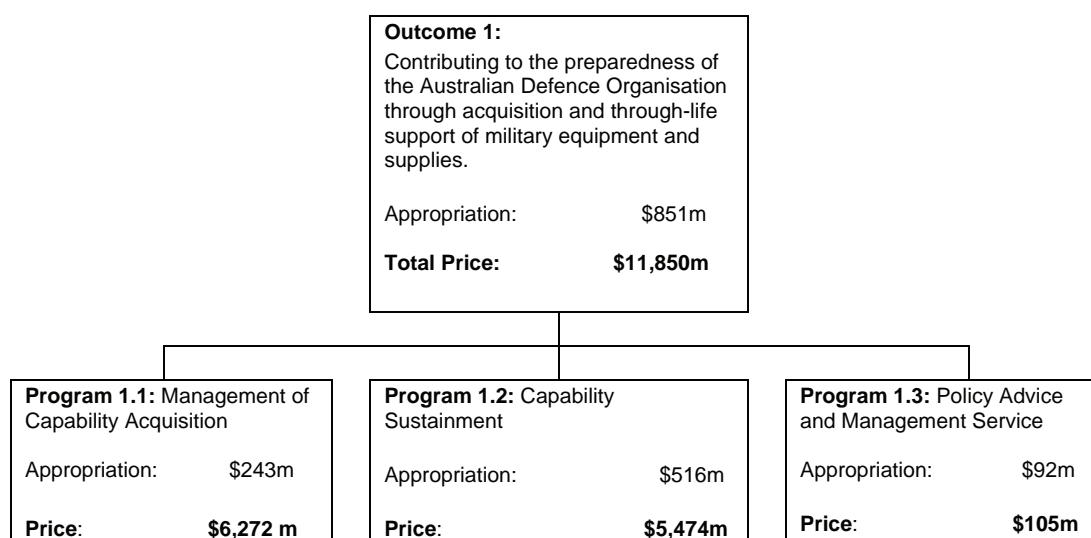 Outcome 1:
Contributing to the preparedness of
the Australian Defence Organisation
through acquisition and through-life
support of military equipment and
supplies.
Appropriation: $851m
Total Price: $11,850m
Program 1.1: Management of
Capability Acquisition
Appropriation: $243m
Price: $6,272 m
Program 1.2: Capability
Sustainment
Appropriation: $516m
Price: $5,474m
Program 1.3: Policy Advice
and Management Service
Appropriation: $92m
Price: $105m